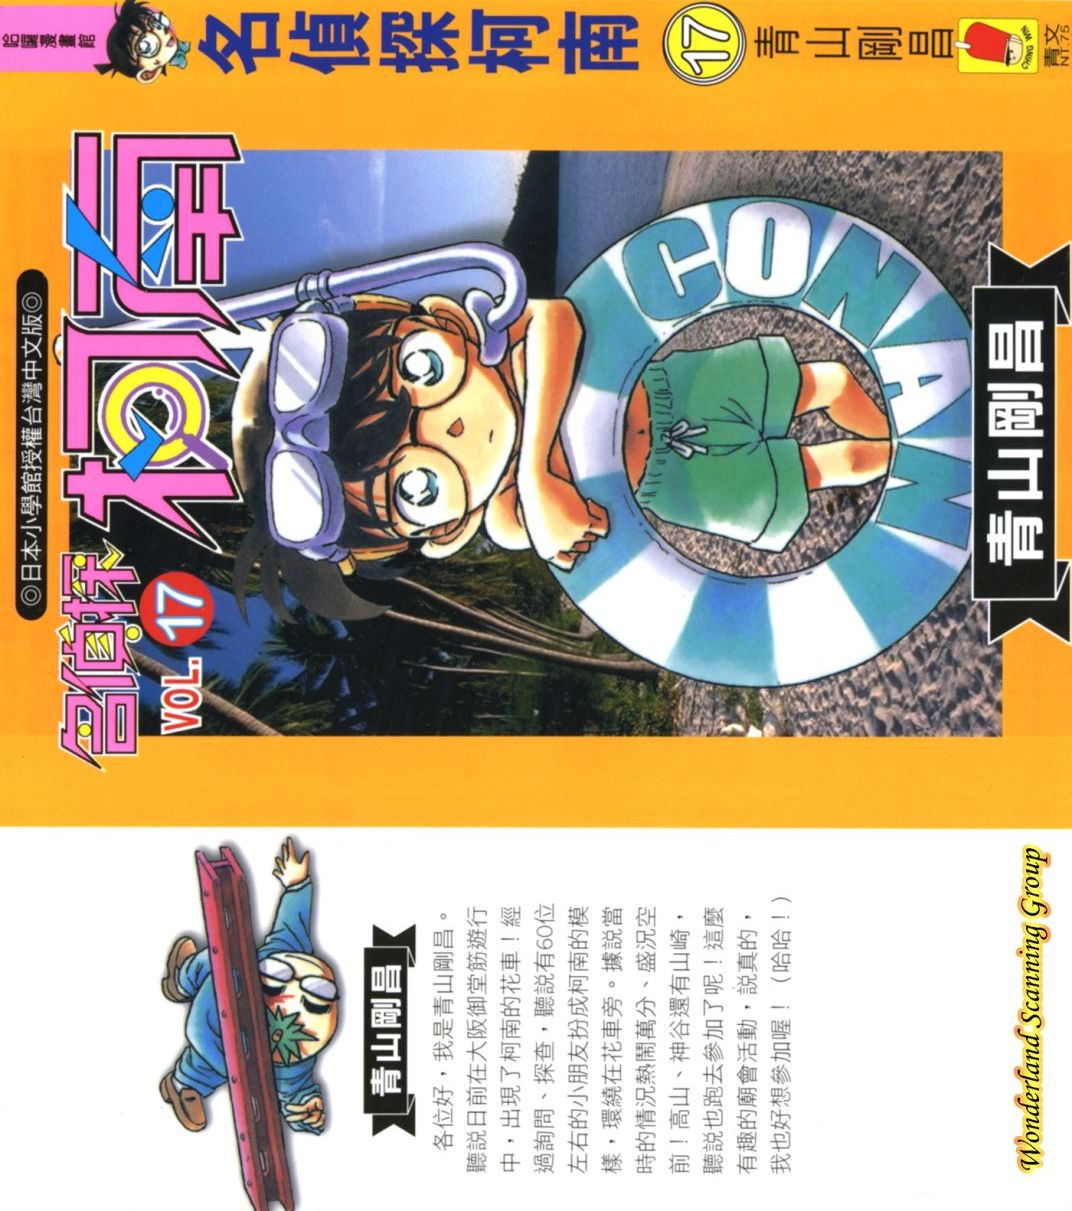 哈囉漫畫館
名偵探柯南
17
青山剛昌
CHING WIN
青文
NT.75
◎日本小學館授權台灣中文版◎
名偵探
柯南
VOL. 17
CONAN
青山剛昌
青山剛昌
各位好，我是青山剛昌。
聽說日前在大阪御堂筋遊行
中，出現了柯南的花車！經
過詢問、探查，聽說有60位
左右的小朋友扮成柯南的模
樣，環繞在花車旁。據說當
時的情況熱鬧萬分、盛況空
前！高山、神谷還有山崎，
聽說也跑去參加了呢！這麼
有趣的廟會活動，說真的，
我也好想參加喔！（哈哈！）
Wonderland Scanning Group